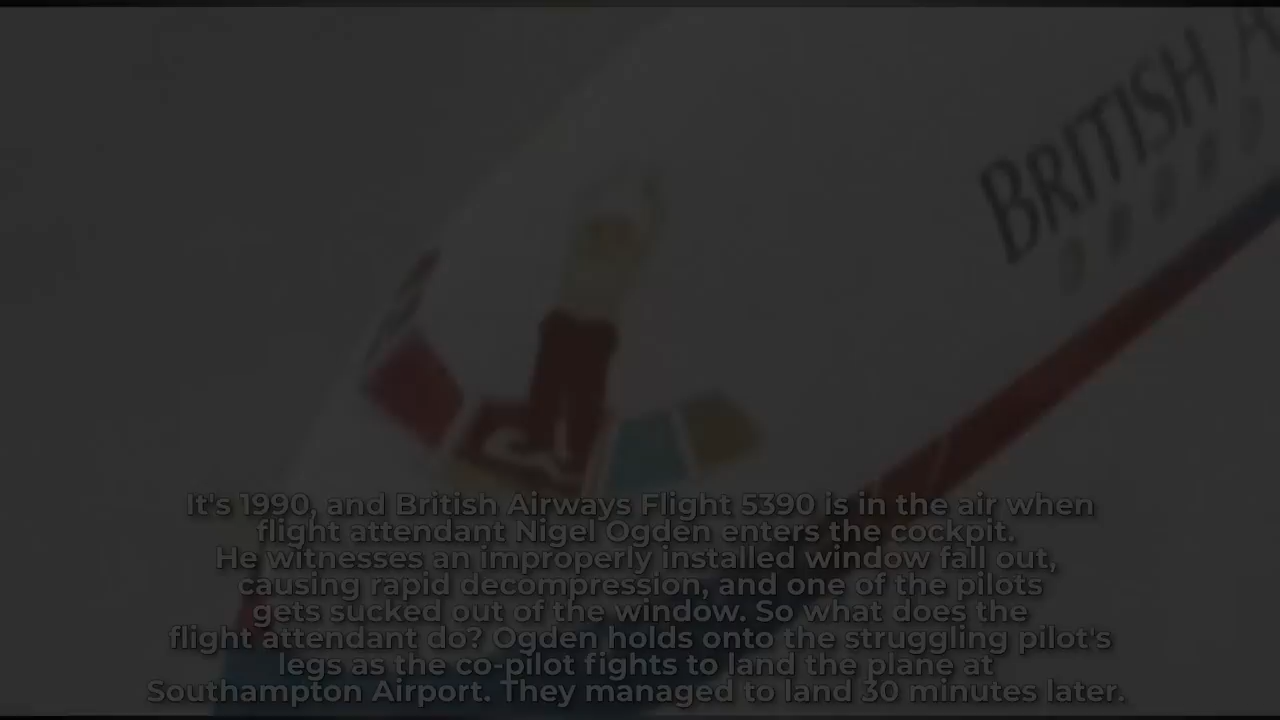 BRITISH A
It's 1990, and British Airways Flight 5390 is in the air when
flight attendant Nigel Ogden enters the cockpit.
He witnesses an improperly installed window fall out,
causing rapid decompression, and one of the pilots
gets sucked out of the window. So what does the
flight attendant do? Ogden holds onto the struggling pilot's
legs as the co-pilot fights to land the plane at
Southampton Airport. They managed to land 30 minutes later.